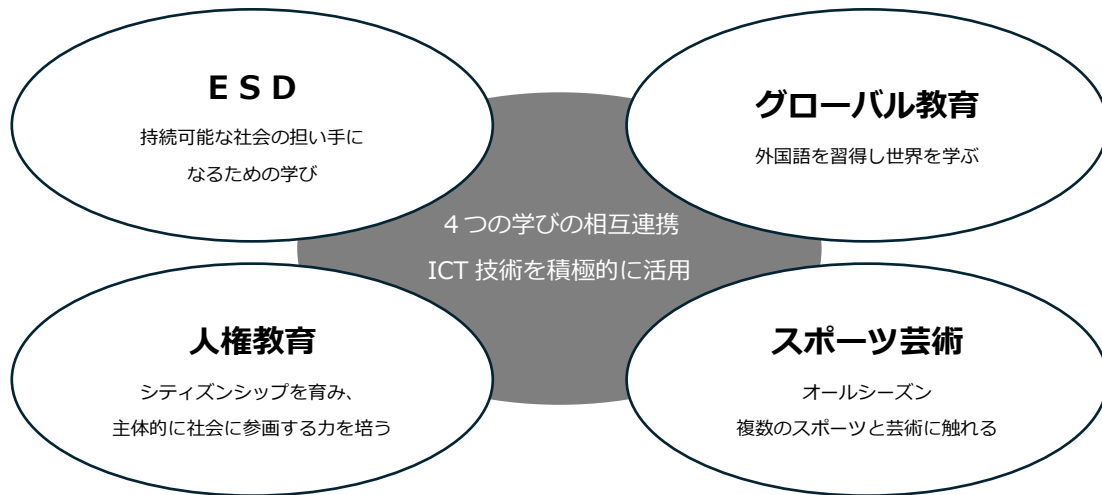 ＥＳＤ
持続可能な社会の担い手に
なるための学び
グローバル教育
外国語を習得し世界を学ぶ
４つの学びの相互連携
ICT 技術を積極的に活用
人権教育
シティズンシップを育み、
主体的に社会に参画する力を培う
スポーツ芸術
オールシーズン
複数のスポーツと芸術に触れる